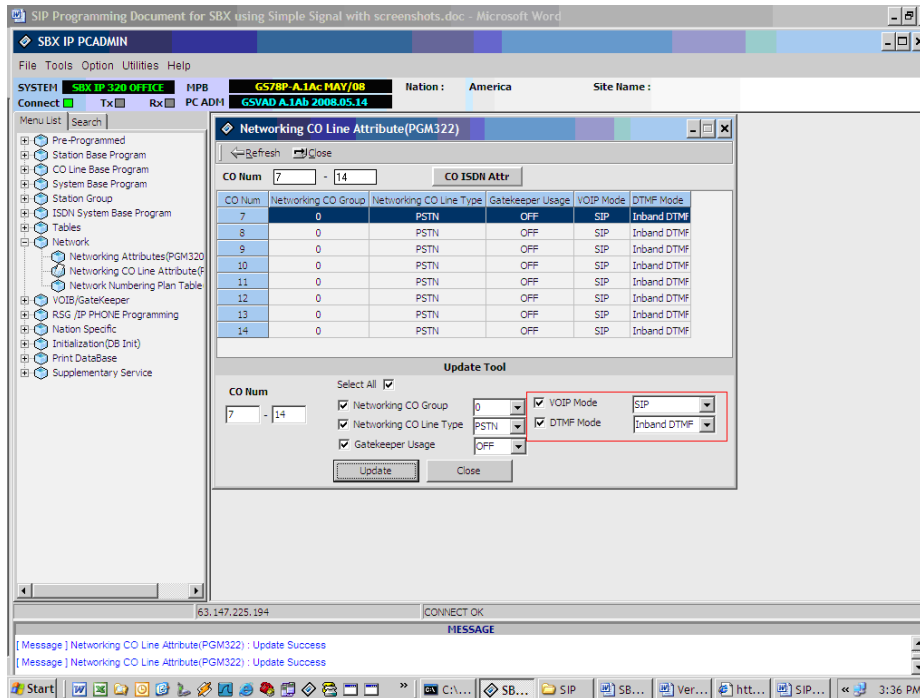 SIP Programming Document for SBX using Simple Signal with screenshots.doc - Microsoft Word
SBX IP PCADMIN
File Tools Option Utilities Help
SYSTEM SBX IP 320 OFFICE MPB GS78P-A.1Ac MAY/08 Nation : America Site Name :
Connect Tx Rx PC ADM GSVAD A.1Ab 2008.05.14
Menu List Search
Pre-Programmed
Station Base Program
CO Line Base Program
System Base Program
Station Group
ISDN System Base Program
Tables
Network
Networking Attributes(PGM320
Networking CO Line Attribute(F
Network Numbering Plan Table
VOIB/GateKeeper
RSG /IP PHONE Programming
Nation Specific
Initialization(DB Init)
Print DataBase
Supplementary Service
Networking CO Line Attribute(PGM322)
Refresh Close
CO Num 7 - 14 CO ISDN Attr
CO Num Networking CO Group Networking CO Line Type Gatekeeper Usage VOIP Mode DTMF Mode
7 0 PSTN OFF SIP Inband DTMF
8 0 PSTN OFF SIP Inband DTMF
9 0 PSTN OFF SIP Inband DTMF
10 0 PSTN OFF SIP Inband DTMF
11 0 PSTN OFF SIP Inband DTMF
12 0 PSTN OFF SIP Inband DTMF
13 0 PSTN OFF SIP Inband DTMF
14 0 PSTN OFF SIP Inband DTMF
Update Tool
Select All
CO Num
7 - 14
Networking CO Group 0
Networking CO Line Type PSTN
Gatekeeper Usage OFF
VOIP Mode SIP
DTMF Mode Inband DTMF
Update Close
63.147.225.194 CONNECT OK
MESSAGE
[ Message ] Networking CO Line Attribute(PGM322) : Update Success
[ Message ] Networking CO Line Attribute(PGM322) : Update Success
Start » C:\... SB... SIP SB... Ver... htt... SIP... « 3:36 PM